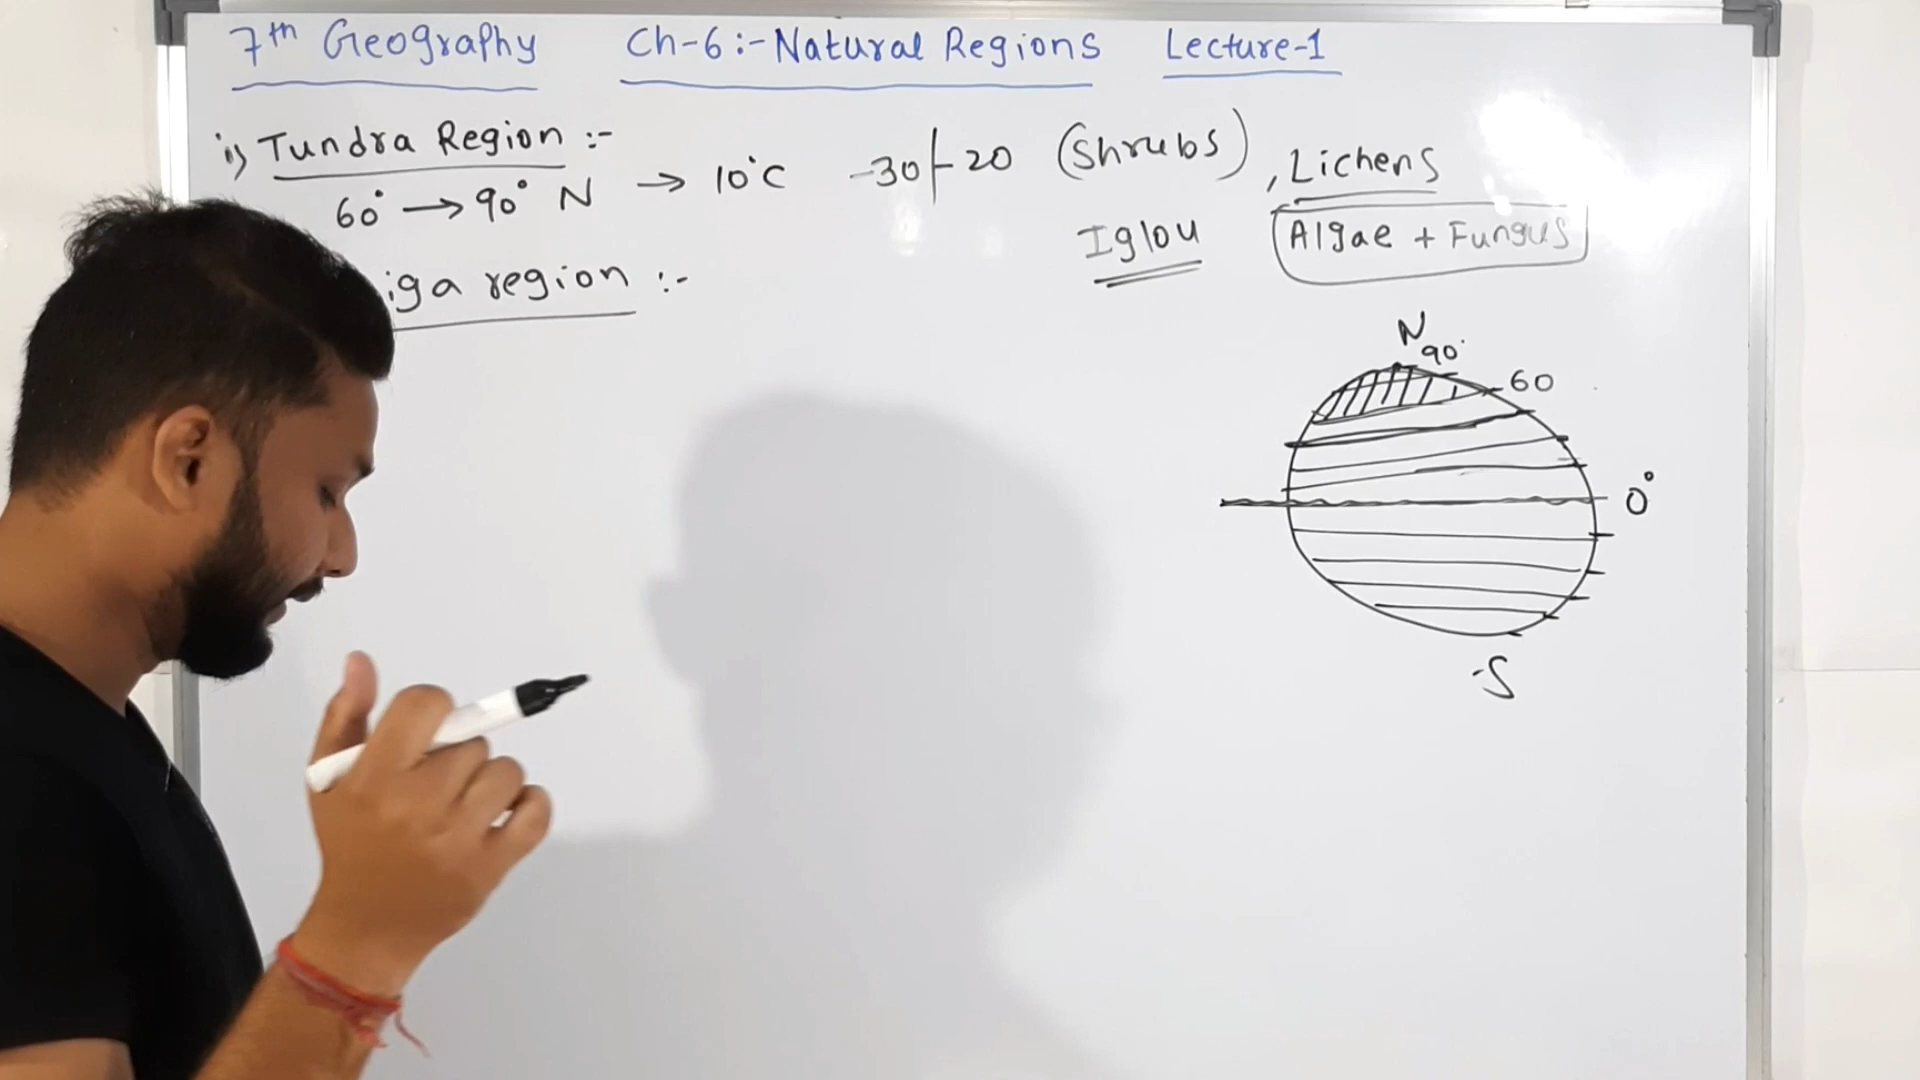 7th Geography Ch-6:- Natural Regions Lecture-1
i) Tundra Region :-
60° → 90° N → 10°C -30/-20 (Shrubs), Lichens
Iglou Algae + Fungus
iga region :-
N
90°
60
0°
S